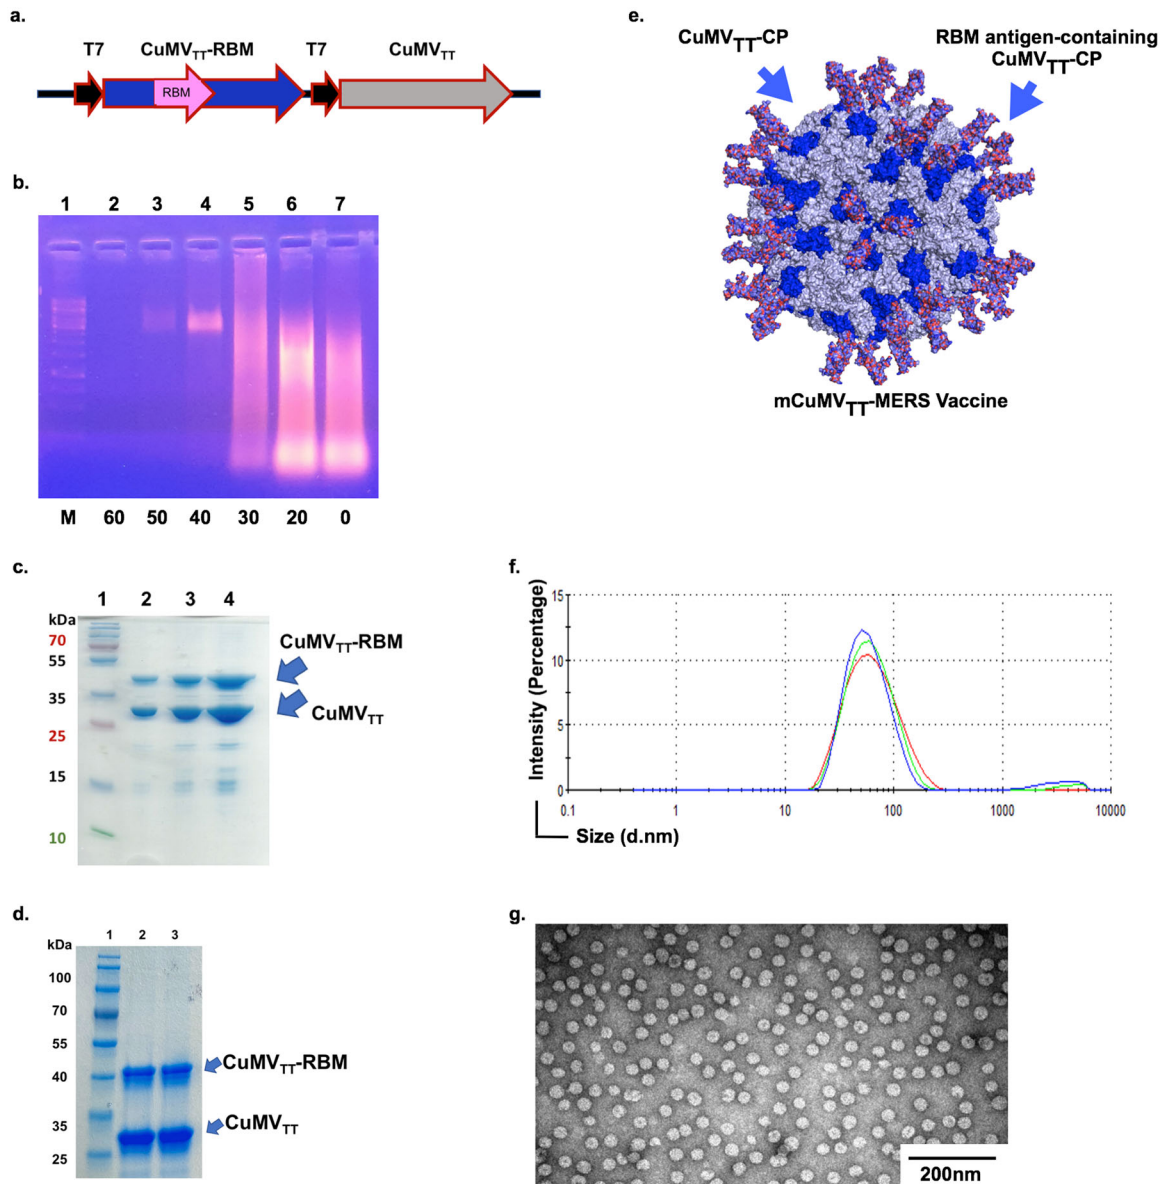 a.
T7 CuMVTT-RBM T7 CuMVTT
RBM
b.
1 2 3 4 5 6 7
M 60 50 40 30 20 0
c.
1 2 3 4
kDa
70
55
35
25
15
10
CuMVTT-RBM
CuMVTT
d.
kDa 1 2 3
100
70
55
40
35
25
CuMVTT-RBM
CuMVTT
e.
CuMVTT-CP
RBM antigen-containing
CuMVTT-CP
mCuMVTT-MERS Vaccine
f.
Intensity (Percentage)
15
10
5
0
0.1 1 10 100 1000 10000
Size (d.nm)
g.
200nm